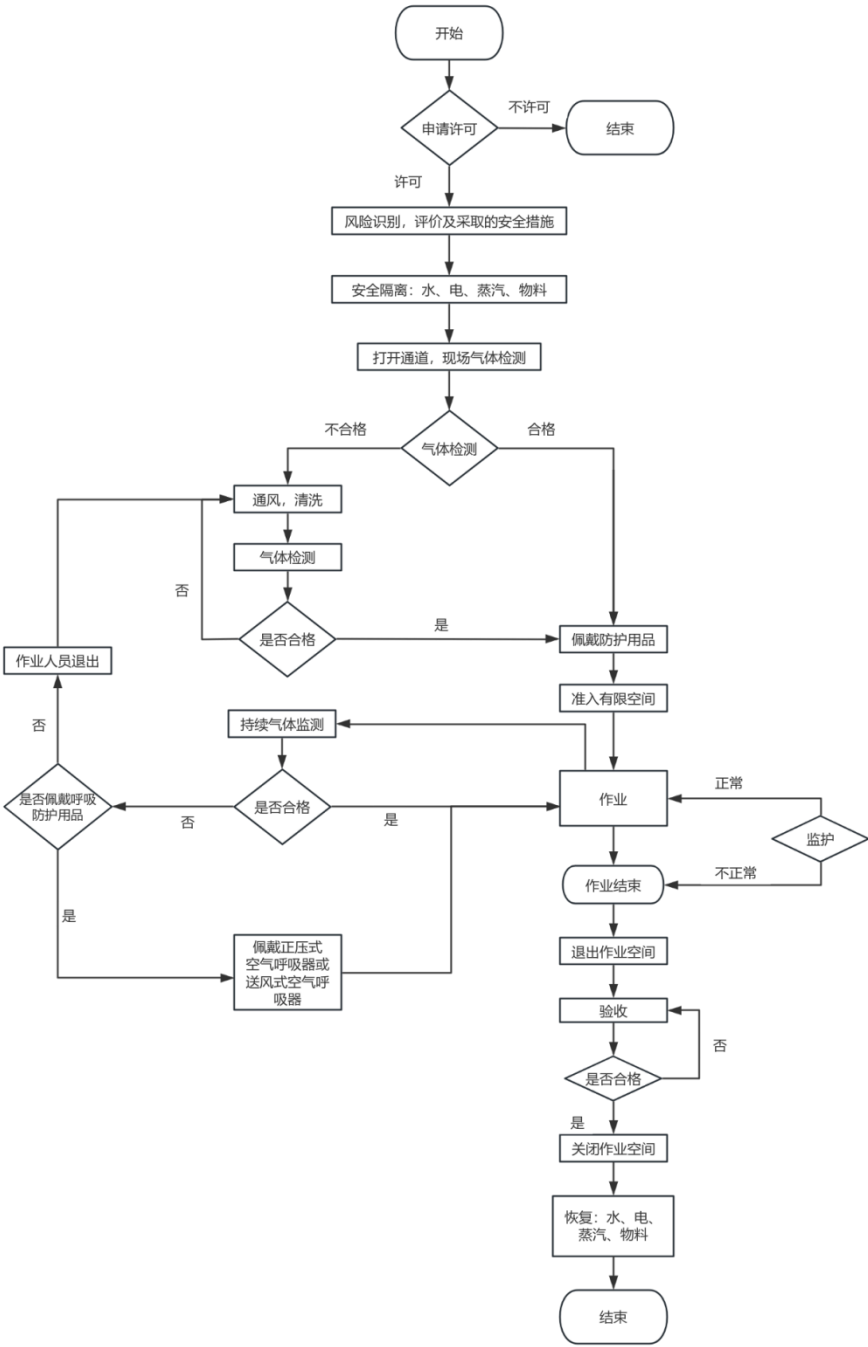 开始
申请许可
不许可
结束
许可
风险识别，评价及采取的安全措施
安全隔离：水、电、蒸汽、物料
打开通道，现场气体检测
不合格
气体检测
合格
通风，清洗
气体检测
否
是否合格
是
佩戴防护用品
作业人员退出
准入有限空间
否
持续气体监测
是否佩戴呼吸
防护用品
否
是否合格
是
作业
正常
监护
不正常
作业结束
是
佩戴正压式
空气呼吸器或
送风式空气呼
吸器
退出作业空间
验收
否
是否合格
是
关闭作业空间
恢复：水、电、
蒸汽、物料
结束